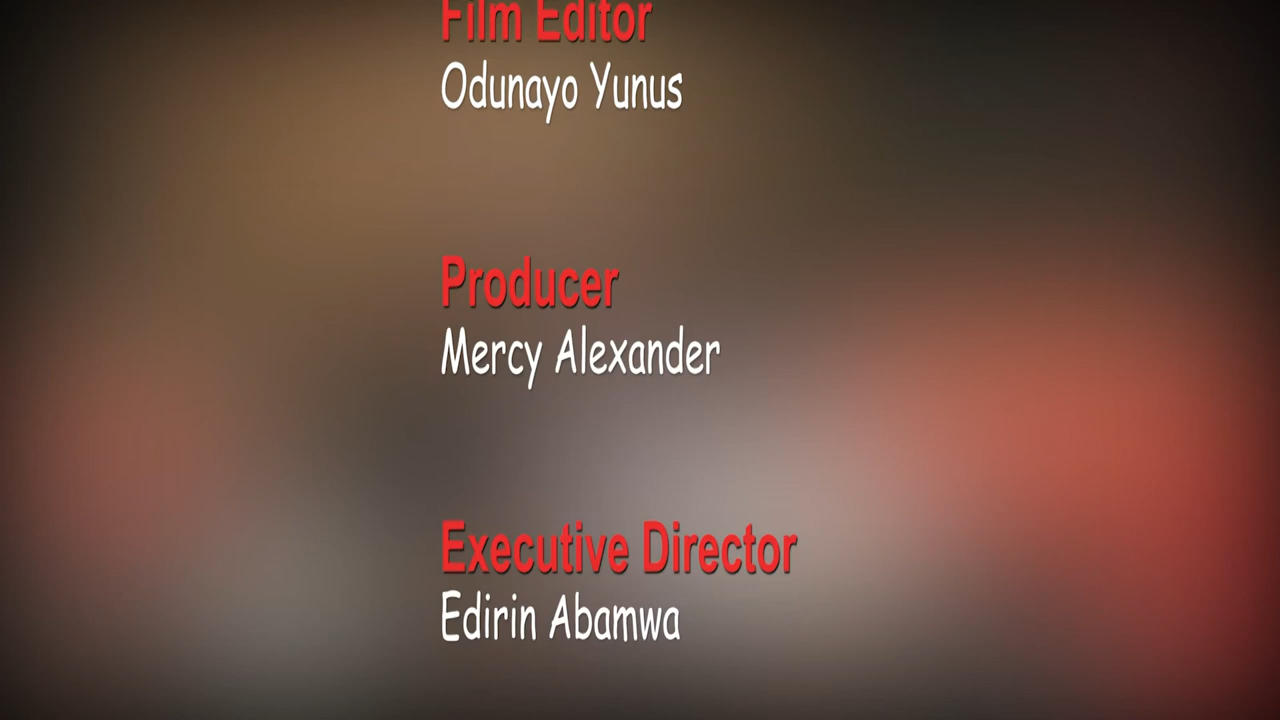 Film Editor
Odunayo Yunus
Producer
Mercy Alexander
Executive Director
Edirin Abamwa